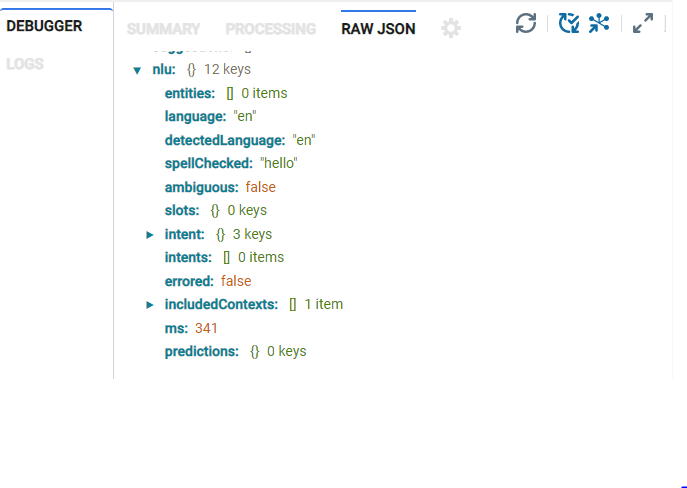 DEBUGGER
SUMMARY PROCESSING RAW JSON
LOGS
nlu: {} 12 keys
entities: [] 0 items
language: "en"
detectedLanguage: "en"
spellChecked: "hello"
ambiguous: false
slots: {} 0 keys
intent: {} 3 keys
intents: [] 0 items
errored: false
includedContexts: [] 1 item
ms: 341
predictions: {} 0 keys